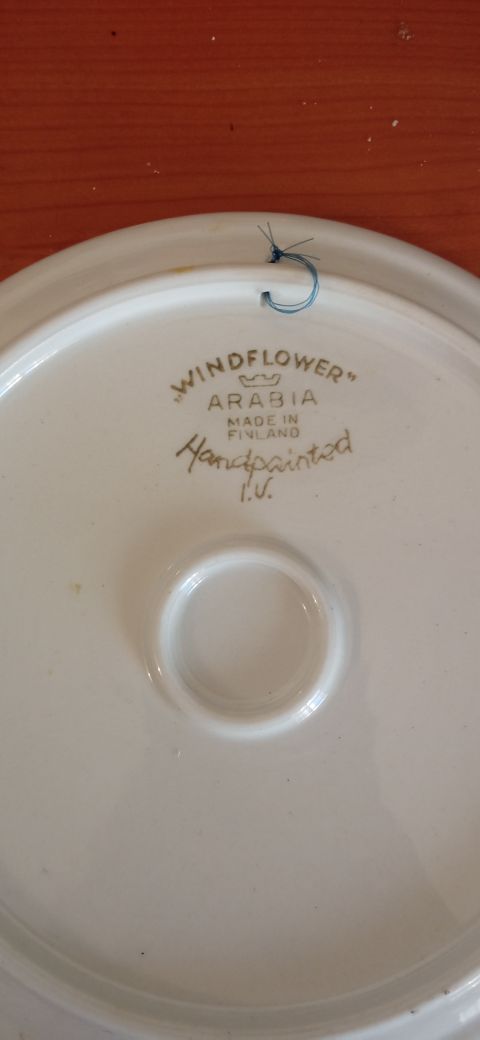 „WINDFLOWER”
ARABIA
MADE IN
FINLAND
Handpainted
I.V.